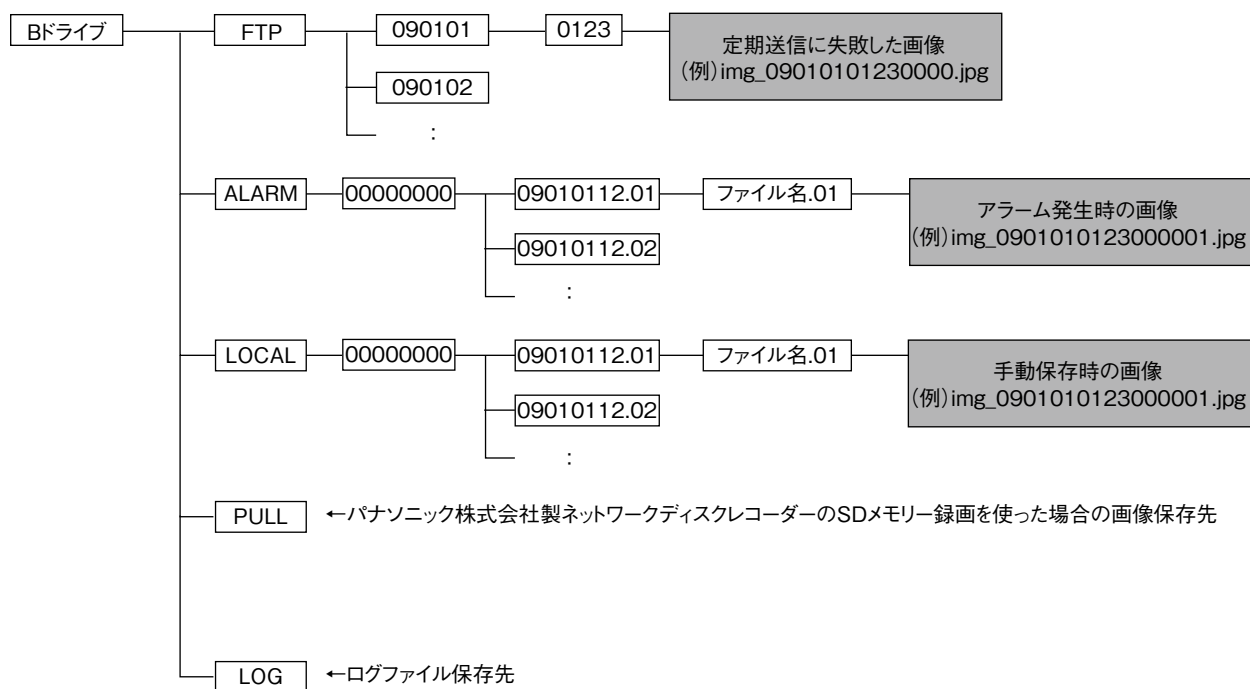 Bドライブ
FTP
090101
0123
定期送信に失敗した画像
(例)img_09010101230000.jpg
090102
:
ALARM
00000000
09010112.01
ファイル名.01
アラーム発生時の画像
(例)img_0901010123000001.jpg
09010112.02
:
LOCAL
00000000
09010112.01
ファイル名.01
手動保存時の画像
(例)img_0901010123000001.jpg
09010112.02
:
PULL
←パナソニック株式会社製ネットワークディスクレコーダーのSDメモリー録画を使った場合の画像保存先
LOG
←ログファイル保存先